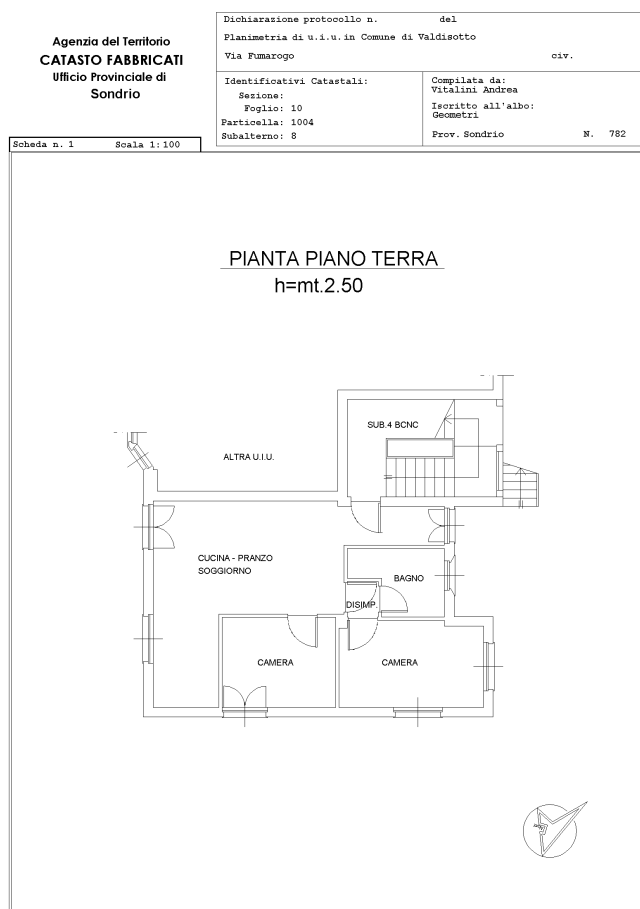 Agenzia del Territorio
CATASTO FABBRICATI
Ufficio Provinciale di
Sondrio
Dichiarazione protocollo n. del
Planimetria di u.i.u. in Comune di Valdisotto
Via Fumarogo civ.
Identificativi Catastali:
Sezione:
Foglio: 10
Particella: 1004
Subalterno: 8
Compilata da:
Vitalini Andrea
Iscritto all'albo:
Geometri
Prov. Sondrio N. 782
Scheda n. 1 Scala 1:100
PIANTA PIANO TERRA
h=mt.2.50
SUB.4 BCNC
ALTRA U.I.U.
CUCINA - PRANZO
SOGGIORNO
BAGNO
DISIMP.
CAMERA
CAMERA